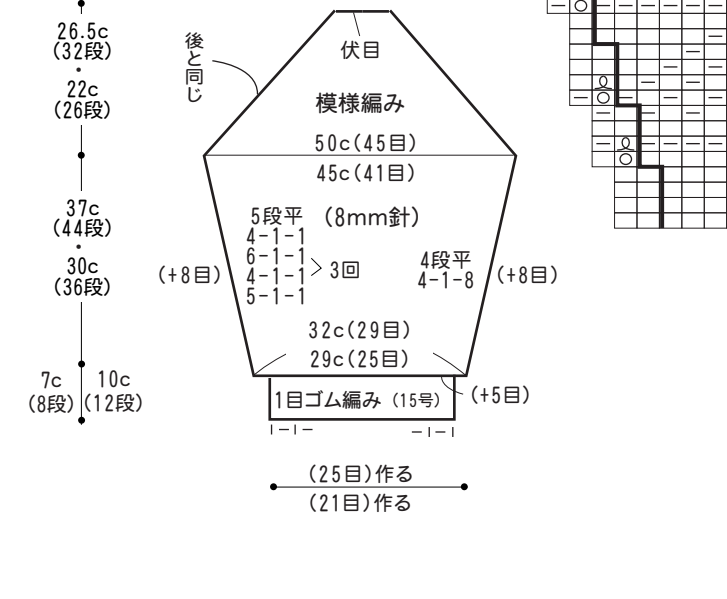 26.5c
(32段)
・
22c
(26段)
後と同じ
伏目
模様編み
50c(45目)
45c(41目)
37c
(44段)
・
30c
(36段)
5段平
4-1-1
6-1-1
4-1-1
5-1-1
3回
(8mm針)
4段平
4-1-8
(+8目)
(+8目)
32c(29目)
29c(25目)
7c
(8段)
10c
(12段)
1目ゴム編み(15号)
(+5目)
(25目)作る
(21目)作る